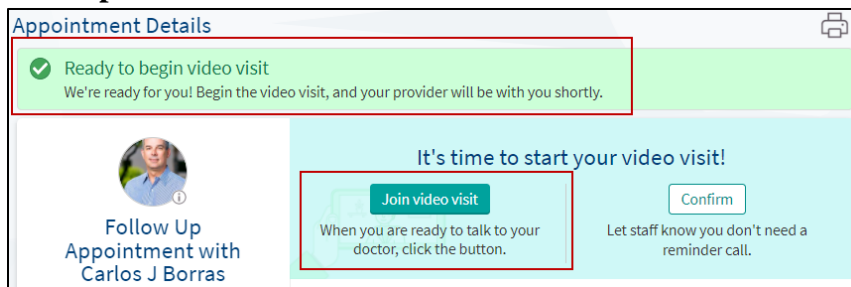 Appointment Details
Ready to begin video visit
We're ready for you! Begin the video visit, and your provider will be with you shortly.
Follow Up
Appointment with
Carlos J Borras
It's time to start your video visit!
Join video visit
When you are ready to talk to your
doctor, click the button.
Confirm
Let staff know you don't need a
reminder call.